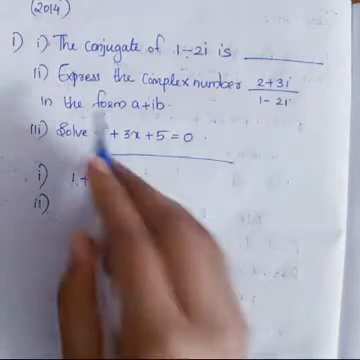 (2014)
1) i) The conjugate of 1-2i is ________
(ii) Express the complex number 2+3i / 1-2i
in the form a+ib.
(iii) Solve + 3x + 5 = 0.
i) 1+
ii)